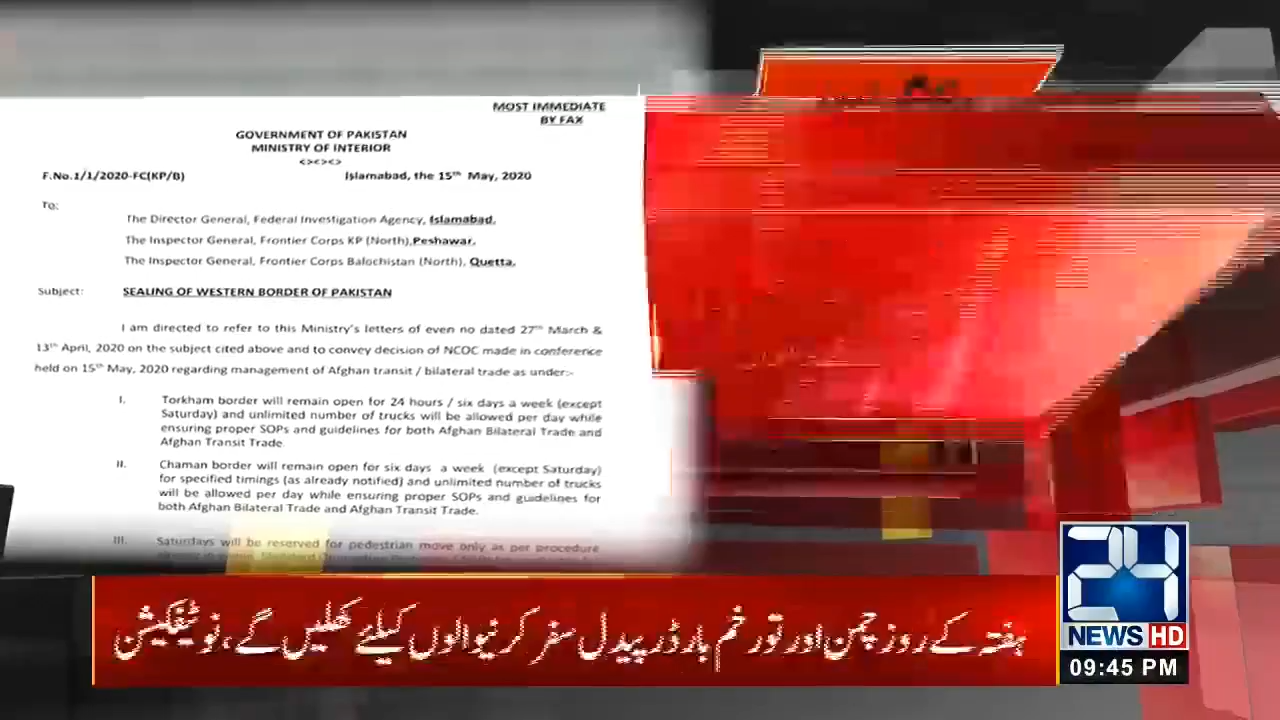 MOST IMMEDIATE
BY FAX
GOVERNMENT OF PAKISTAN
MINISTRY OF INTERIOR
<><><>
F.No.1/1/2020-FC(KP/B)
Islamabad, the 15th May, 2020
To:
The Director General, Federal Investigation Agency, Islamabad.
The Inspector General, Frontier Corps KP (North),Peshawar.
The Inspector General, Frontier Corps Balochistan (North), Quetta.
Subject: SEALING OF WESTERN BORDER OF PAKISTAN
I am directed to refer to this Ministry's letters of even no dated 27th March &
13th April, 2020 on the subject cited above and to convey decision of NCOC made in conference
held on 15th May, 2020 regarding management of Afghan transit / bilateral trade as under:-
I. Torkham border will remain open for 24 hours / six days a week (except
Saturday) and unlimited number of trucks will be allowed per day while
ensuring proper SOPs and guidelines for both Afghan Bilateral Trade and
Afghan Transit Trade
II. Chaman border will remain open for six days a week (except Saturday)
for specified timings (as already notified) and unlimited number of trucks
will be allowed per day while ensuring proper SOPs and guidelines for
both Afghan Bilateral Trade and Afghan Transit Trade.
III. Saturdays will be reserved for pedestrian move only as per procedure
ہفتہ کے روز چمن اور تورخم بارڈر پیدل سفر کرنیوالوں کیلئے کھلیں گے، نوٹیفکیشن
24
NEWS HD
09:45 PM